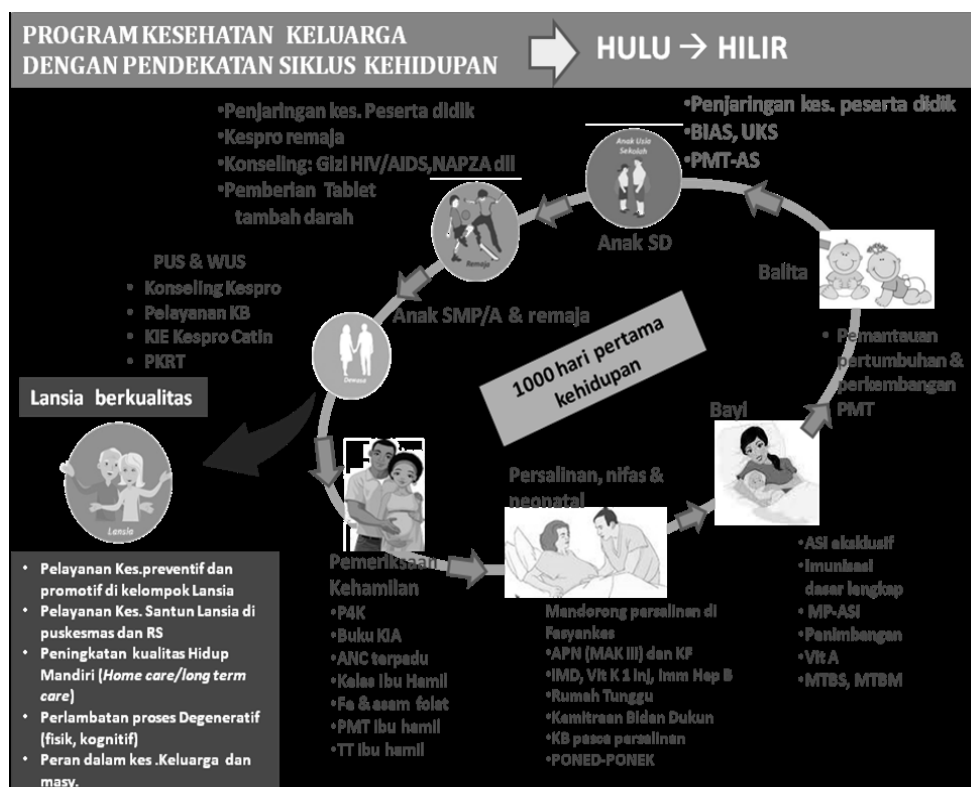 PROGRAM KESEHATAN KELUARGA
DENGAN PENDEKATAN SIKLUS KEHIDUPAN
HULU → HILIR
•Penjaringan kes. Peserta didik
•Kespro remaja
•Konseling: Gizi HIV/AIDS,NAPZA dll
•Pemberian Tablet
tambah darah
•Penjaringan kes. peserta didik
•BIAS, UKS
•PMT-AS
Anak Usia
Sekolah
Anak SD
Remaja
Anak SMP/A & remaja
Balita
• Pemantauan
pertumbuhan &
perkembangan
PMT
PUS & WUS
• Konseling Kespro
• Pelayanan KB
• KIE Kespro Catin
• PKRT
Dewasa
1000 hari pertama
kehidupan
Lansia berkualitas
Lansia
• Pelayanan Kes.preventif dan
promotif di kelompok Lansia
• Pelayanan Kes. Santun Lansia di
puskesmas dan RS
• Peningkatan kualitas Hidup
Mandiri (Home care/long term
care)
• Perlambatan proses Degeneratif
(fisik, kognitif)
• Peran dalam kes .Keluarga dan
masy.
Pemeriksaan
Kehamilan
•P4K
•Buku KIA
•ANC terpadu
•Kelas Ibu Hamil
•Fe & asam folat
•PMT ibu hamil
•TT ibu hamil
Persalinan, nifas &
neonatal
Mendorong persalinan di
Fasyankes
•APN (MAK III) dan KF
•IMD, Vit K 1 inj, Imm Hep B
•Rumah Tunggu
•Kemitraan Bidan Dukun
•KB pasca persalinan
•PONED-PONEK
Bayi
•ASI eksklusif
•Imunisasi
dasar lengkap
• MP-ASI
•Penimbangan
•Vit A
•MTBS, MTBM